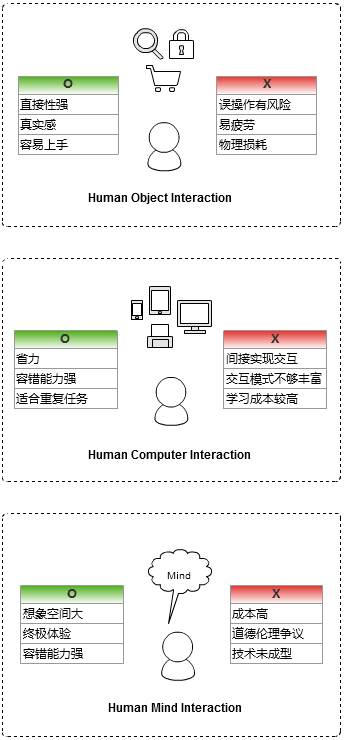 O
直接性强
真实感
容易上手
X
误操作有风险
易疲劳
物理损耗
Human Object Interaction
O
省力
容错能力强
适合重复任务
X
间接实现交互
交互模式不够丰富
学习成本较高
Human Computer Interaction
Mind
O
想象空间大
终极体验
容错能力强
X
成本高
道德伦理争议
技术未成型
Human Mind Interaction